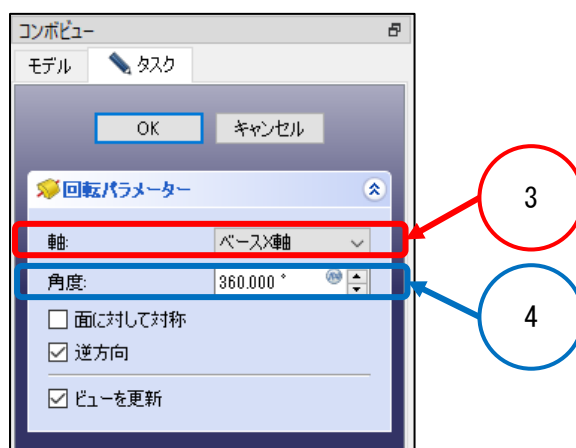 コンボビュー
モデル タスク
OK キャンセル
回転パラメーター
軸: ベースX軸
3
角度: 360.000 °
4
面に対して対称
逆方向
ビューを更新